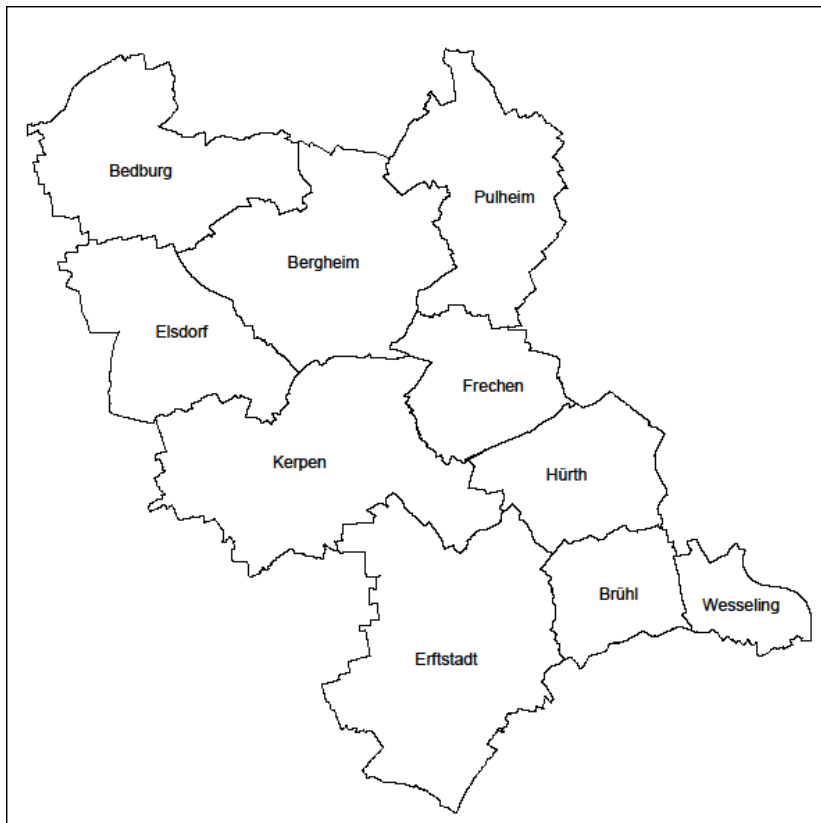 Bedburg
Pulheim
Bergheim
Elsdorf
Frechen
Kerpen
Hürth
Brühl
Wesseling
Erftstadt